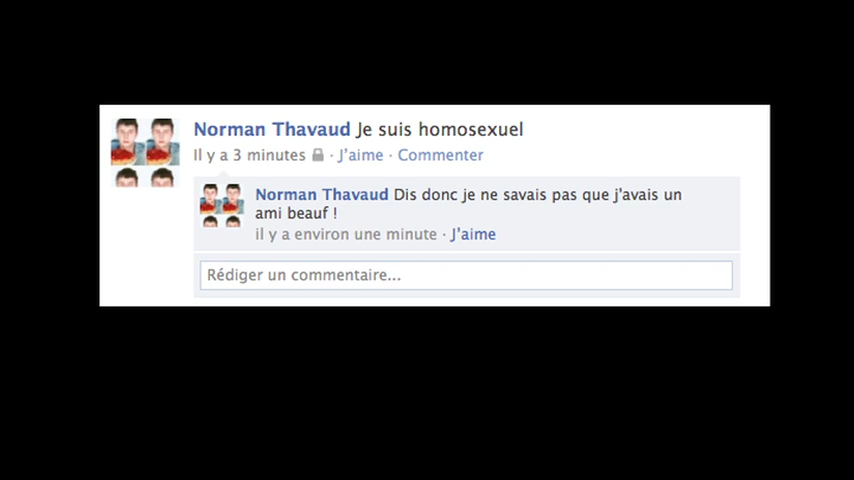 Norman Thavaud Je suis homosexuel
Il y a 3 minutes · J'aime · Commenter
Norman Thavaud Dis donc je ne savais pas que j'avais un
ami beauf !
il y a environ une minute · J'aime
Rédiger un commentaire...